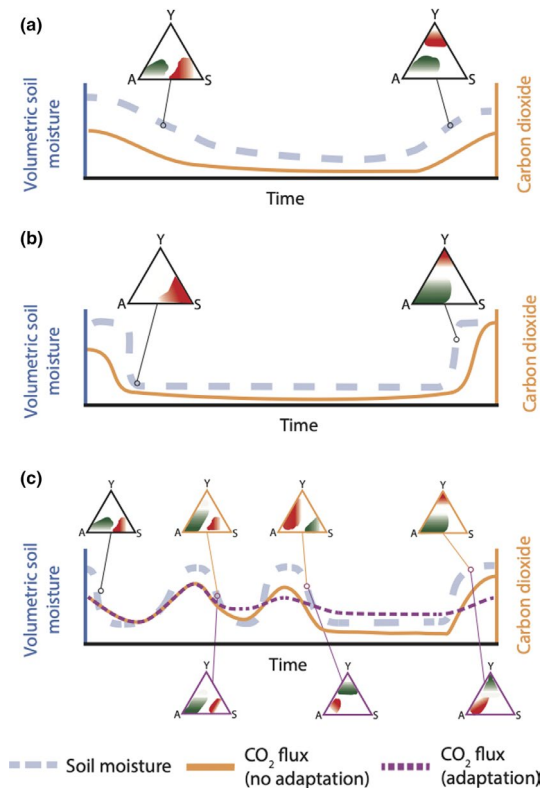 (a)
Y
Y
A
S
A
S
Volumetric soil
moisture
Carbon dioxide
Time
(b)
Y
Y
A
S
A
S
Volumetric soil
moisture
Carbon dioxide
Time
(c)
Y
Y
Y
Y
A
S
A
S
A
S
A
S
Volumetric soil
moisture
Carbon dioxide
Time
Y
Y
Y
A
S
A
S
A
S
Soil moisture
CO₂ flux
(no adaptation)
CO₂ flux
(adaptation)